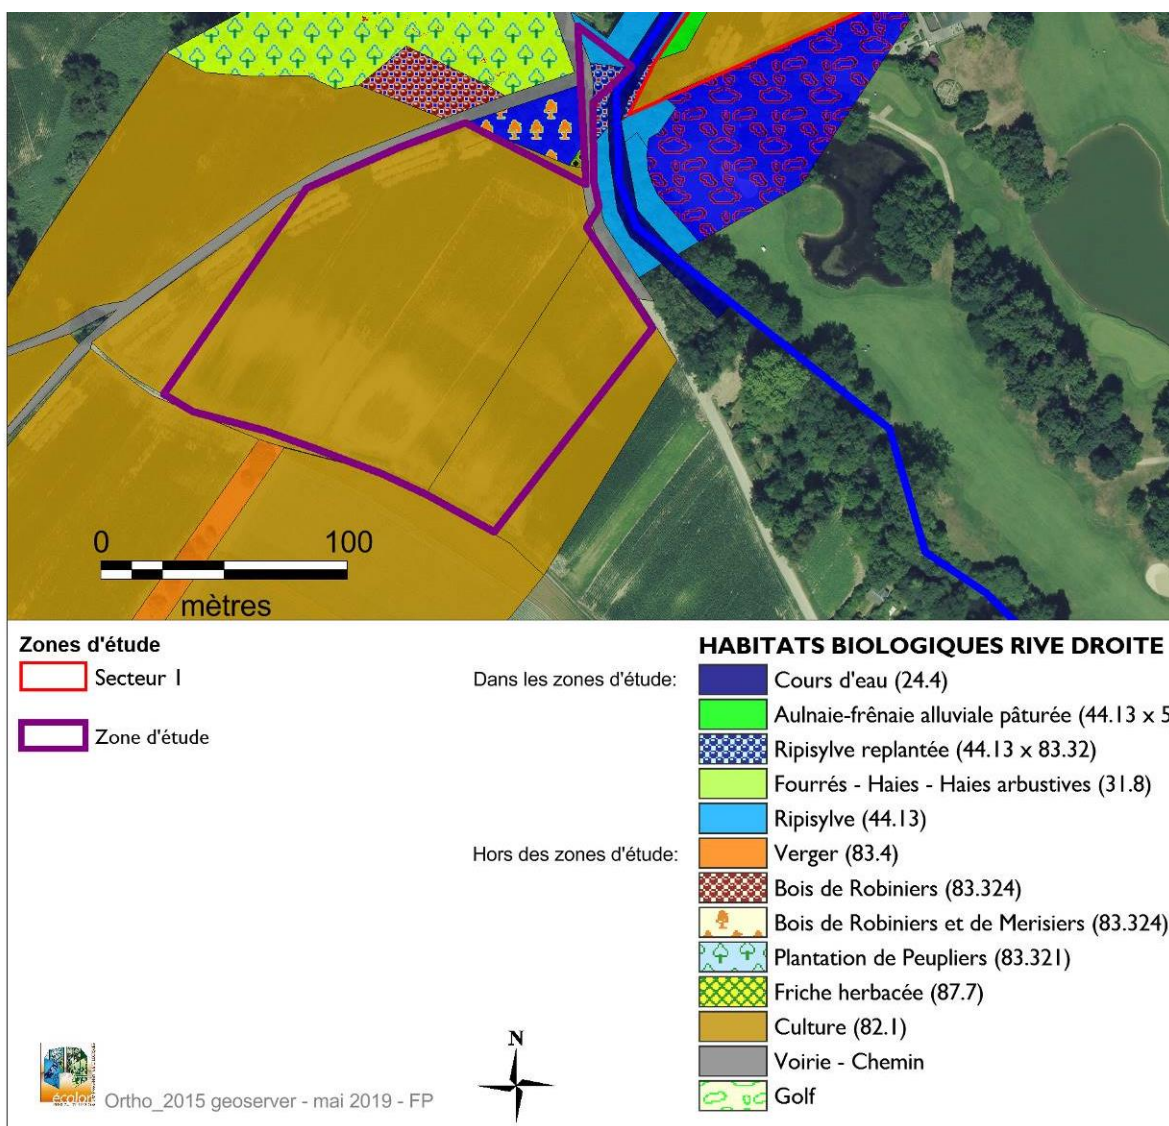 0 100
mètres
Zones d'étude
Secteur 1
Zone d'étude
HABITATS BIOLOGIQUES RIVE DROITE
Dans les zones d'étude:
Cours d'eau (24.4)
Aulnaie-frênaie alluviale pâturée (44.13 x 5
Ripisylve replantée (44.13 x 83.32)
Fourrés - Haies - Haies arbustives (31.8)
Ripisylve (44.13)
Hors des zones d'étude:
Verger (83.4)
Bois de Robiniers (83.324)
Bois de Robiniers et de Merisiers (83.324)
Plantation de Peupliers (83.321)
Friche herbacée (87.7)
Culture (82.1)
Voirie - Chemin
Golf
N
écolor
Ortho_2015 geoserver - mai 2019 - FP